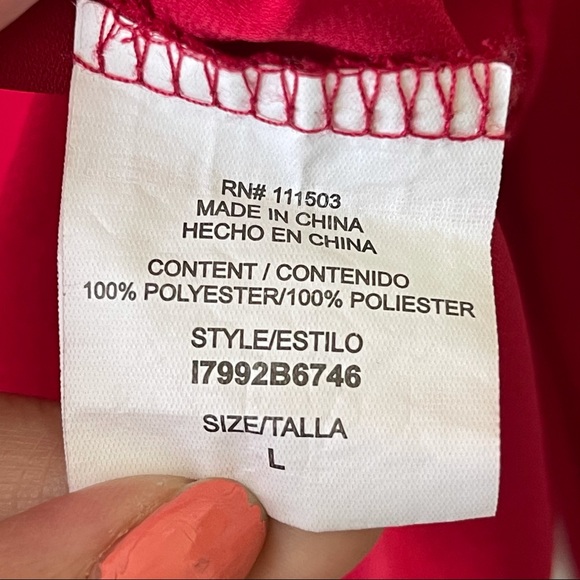 RN# 111503
MADE IN CHINA
HECHO EN CHINA
CONTENT / CONTENIDO
100% POLYESTER/100% POLIESTER
STYLE/ESTILO
I7992B6746
SIZE/TALLA
L